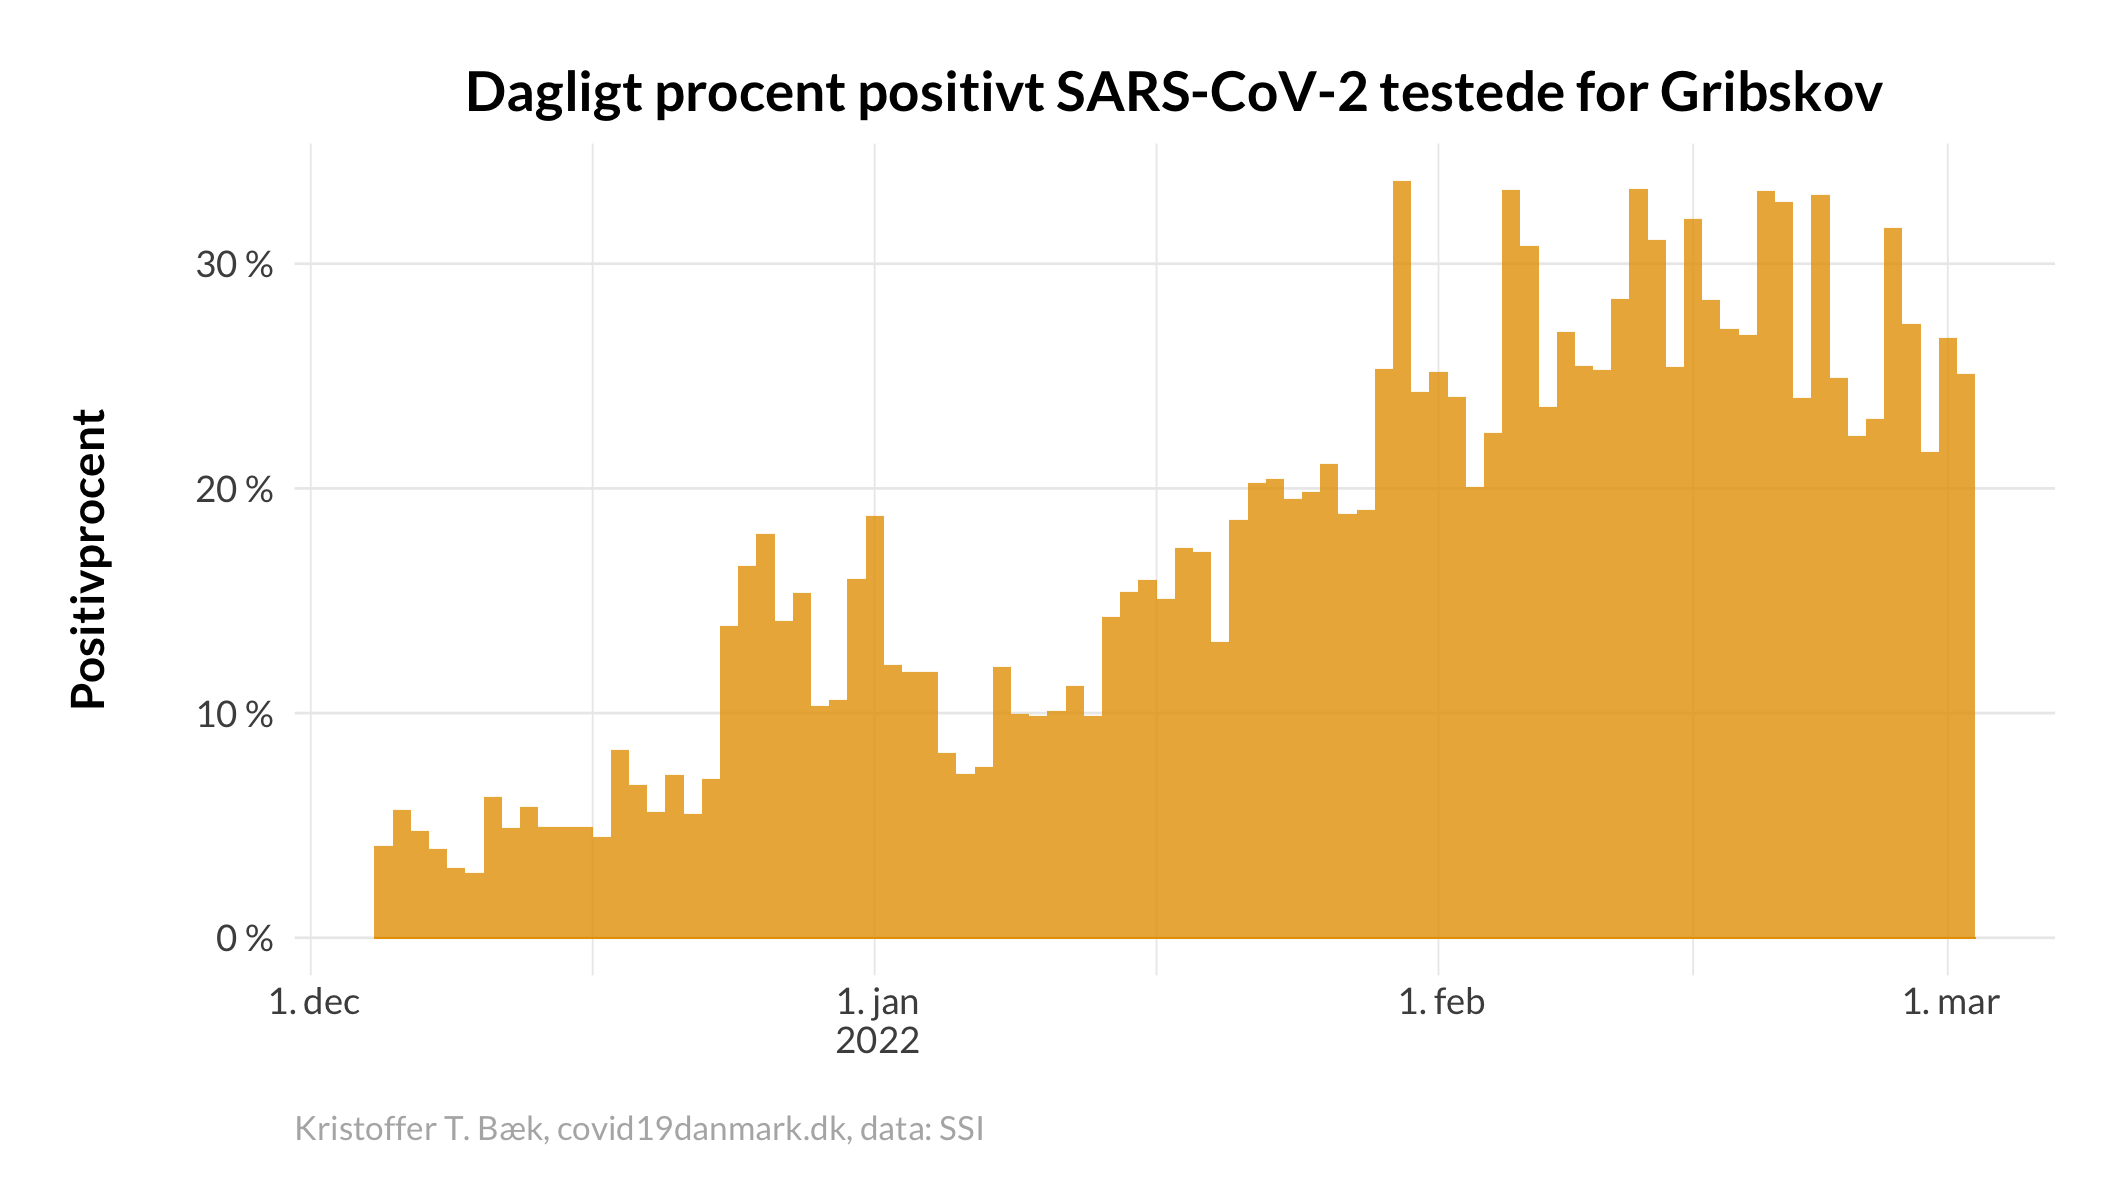 Dagligt procent positivt SARS-CoV-2 testede for Gribskov
Positivprocent
30 %
20 %
10 %
0 %
1. dec
1. jan
2022
1. feb
1. mar
Kristoffer T. Bæk, covid19danmark.dk, data: SSI